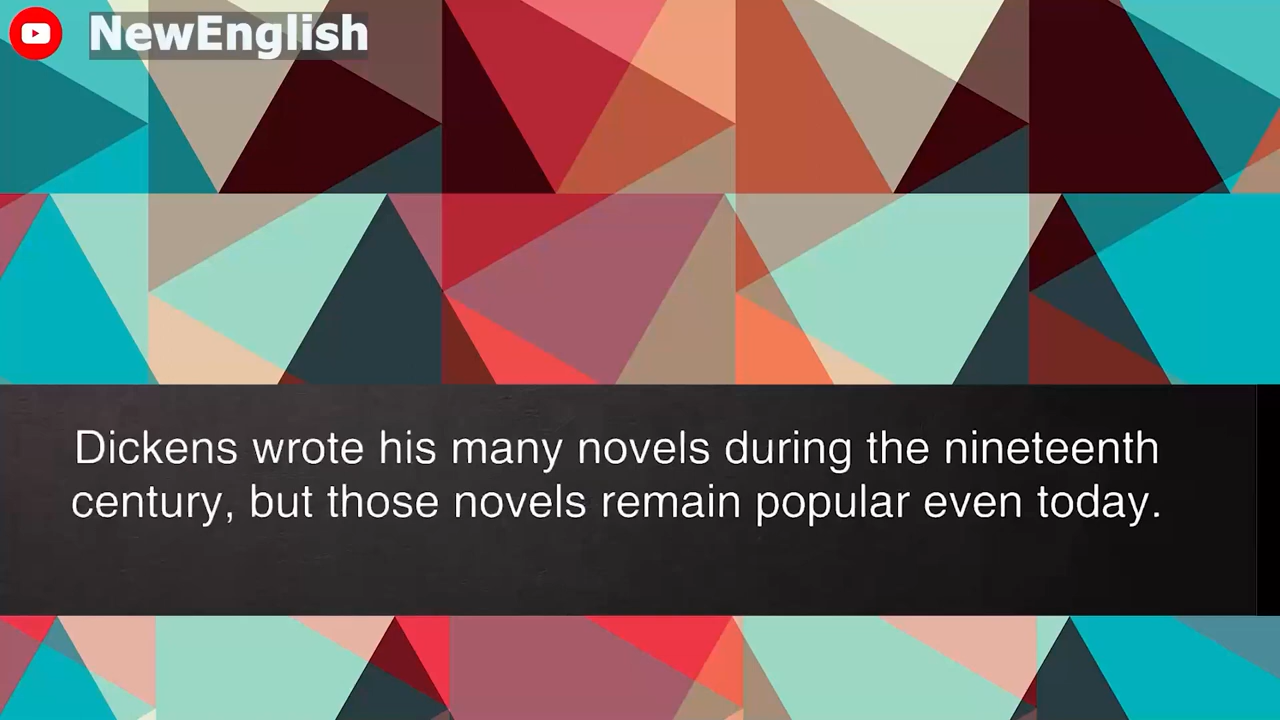 NewEnglish
Dickens wrote his many novels during the nineteenth
century, but those novels remain popular even today.